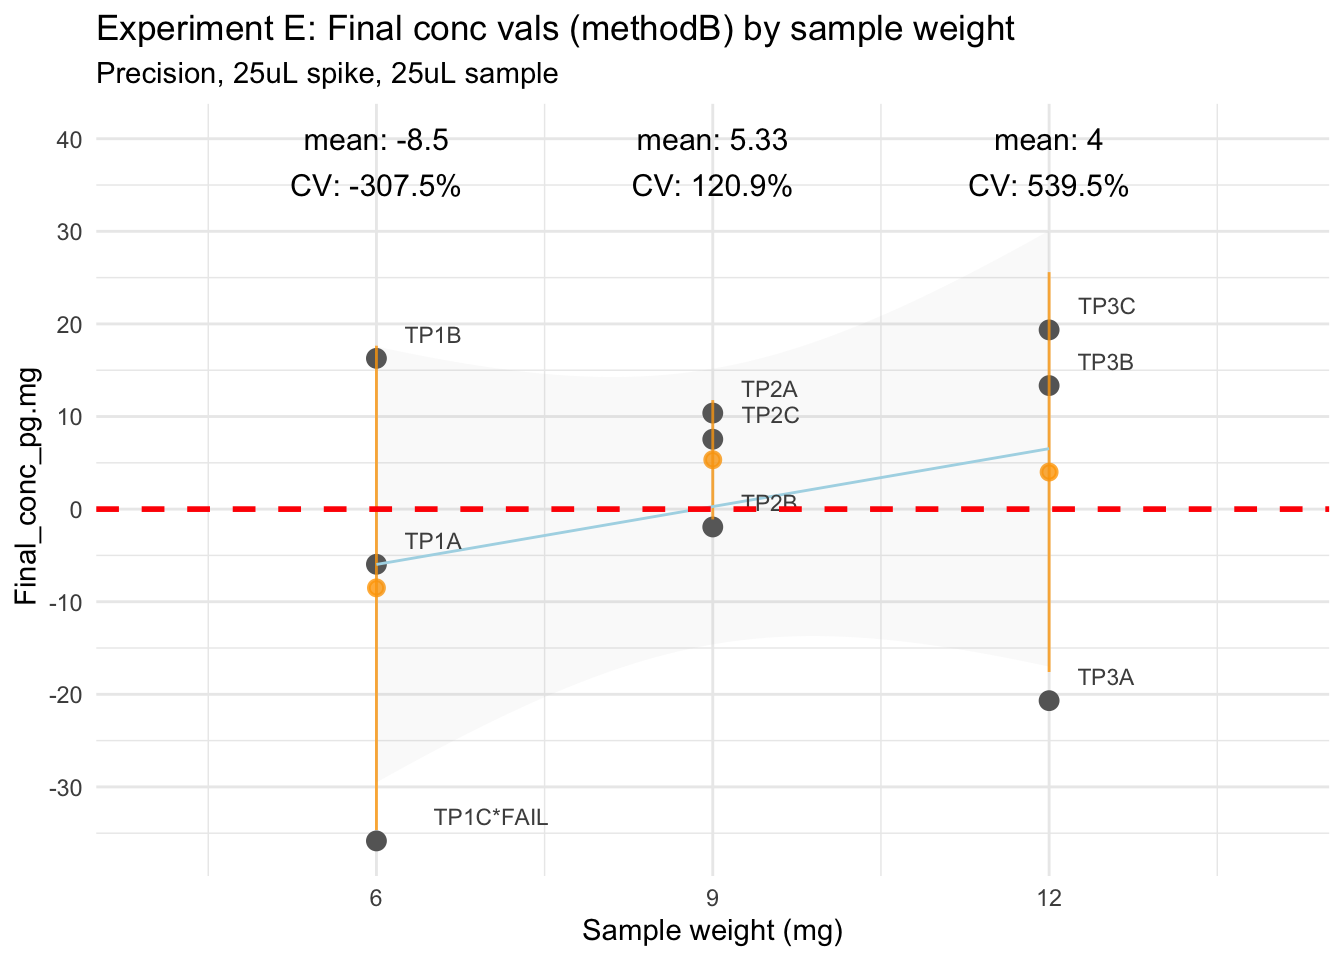 Experiment E: Final conc vals (methodB) by sample weight
Precision, 25uL spike, 25uL sample
mean: -8.5
CV: -307.5%
mean: 5.33
CV: 120.9%
mean: 4
CV: 539.5%
Final_conc_pg.mg
40
30
20
10
0
-10
-20
-30
TP1B
TP1A
TP1C*FAIL
TP2A
TP2C
TP2B
TP3C
TP3B
TP3A
6
9
12
Sample weight (mg)